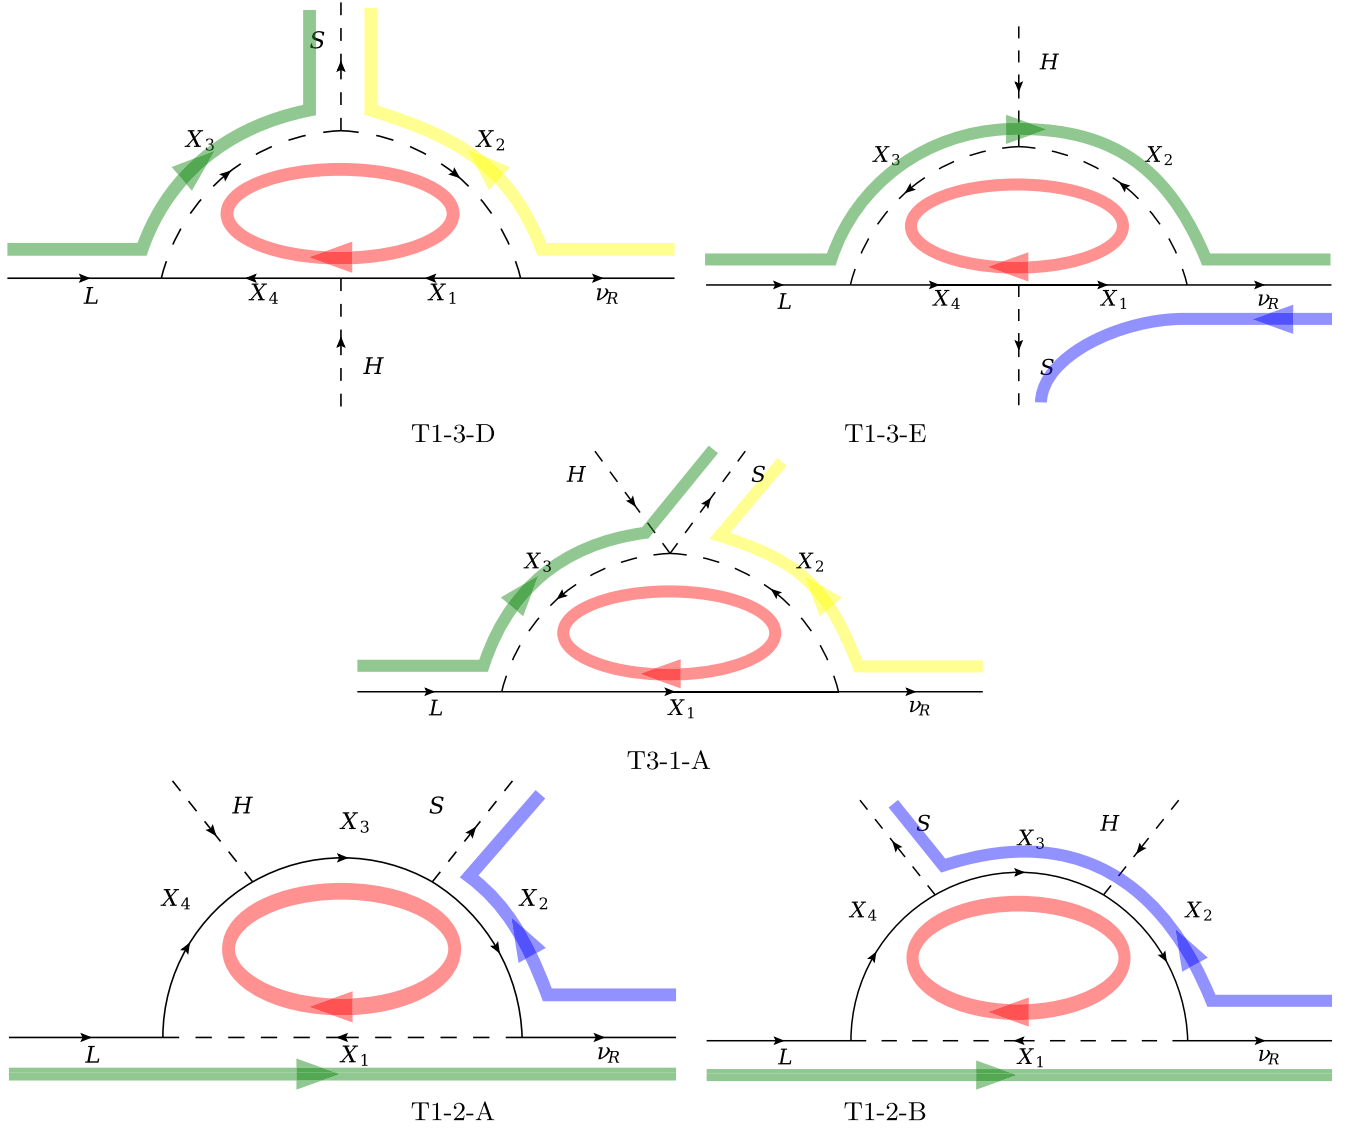 S
X₃
X₂
L
X₄
X₁
νR
H
T1-3-D
H
X₃
X₂
L
X₄
X₁
νR
S
T1-3-E
H
S
X₃
X₂
L
X₁
νR
T3-1-A
H
X₃
S
X₄
X₂
L
X₁
νR
T1-2-A
S
X₃
H
X₄
X₂
L
X₁
νR
T1-2-B